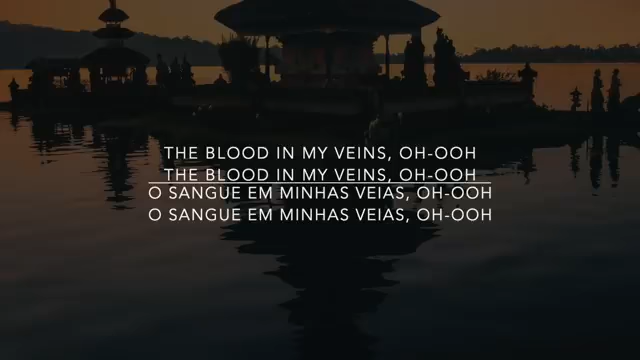 THE BLOOD IN MY VEINS, OH-OOH
THE BLOOD IN MY VEINS, OH-OOH
O SANGUE EM MINHAS VEIAS, OH-OOH
O SANGUE EM MINHAS VEIAS, OH-OOH